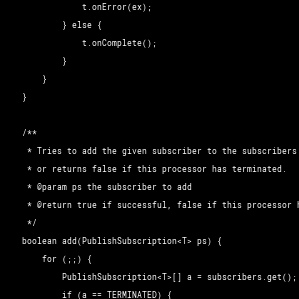 t.onError(ex);
} else {
t.onComplete();
}
}
}
/**
* Tries to add the given subscriber to the subscribers
* or returns false if this processor has terminated.
* @param ps the subscriber to add
* @return true if successful, false if this processor
*/
boolean add(PublishSubscription<T> ps) {
for (;;) {
PublishSubscription<T>[] a = subscribers.get();
if (a == TERMINATED) {